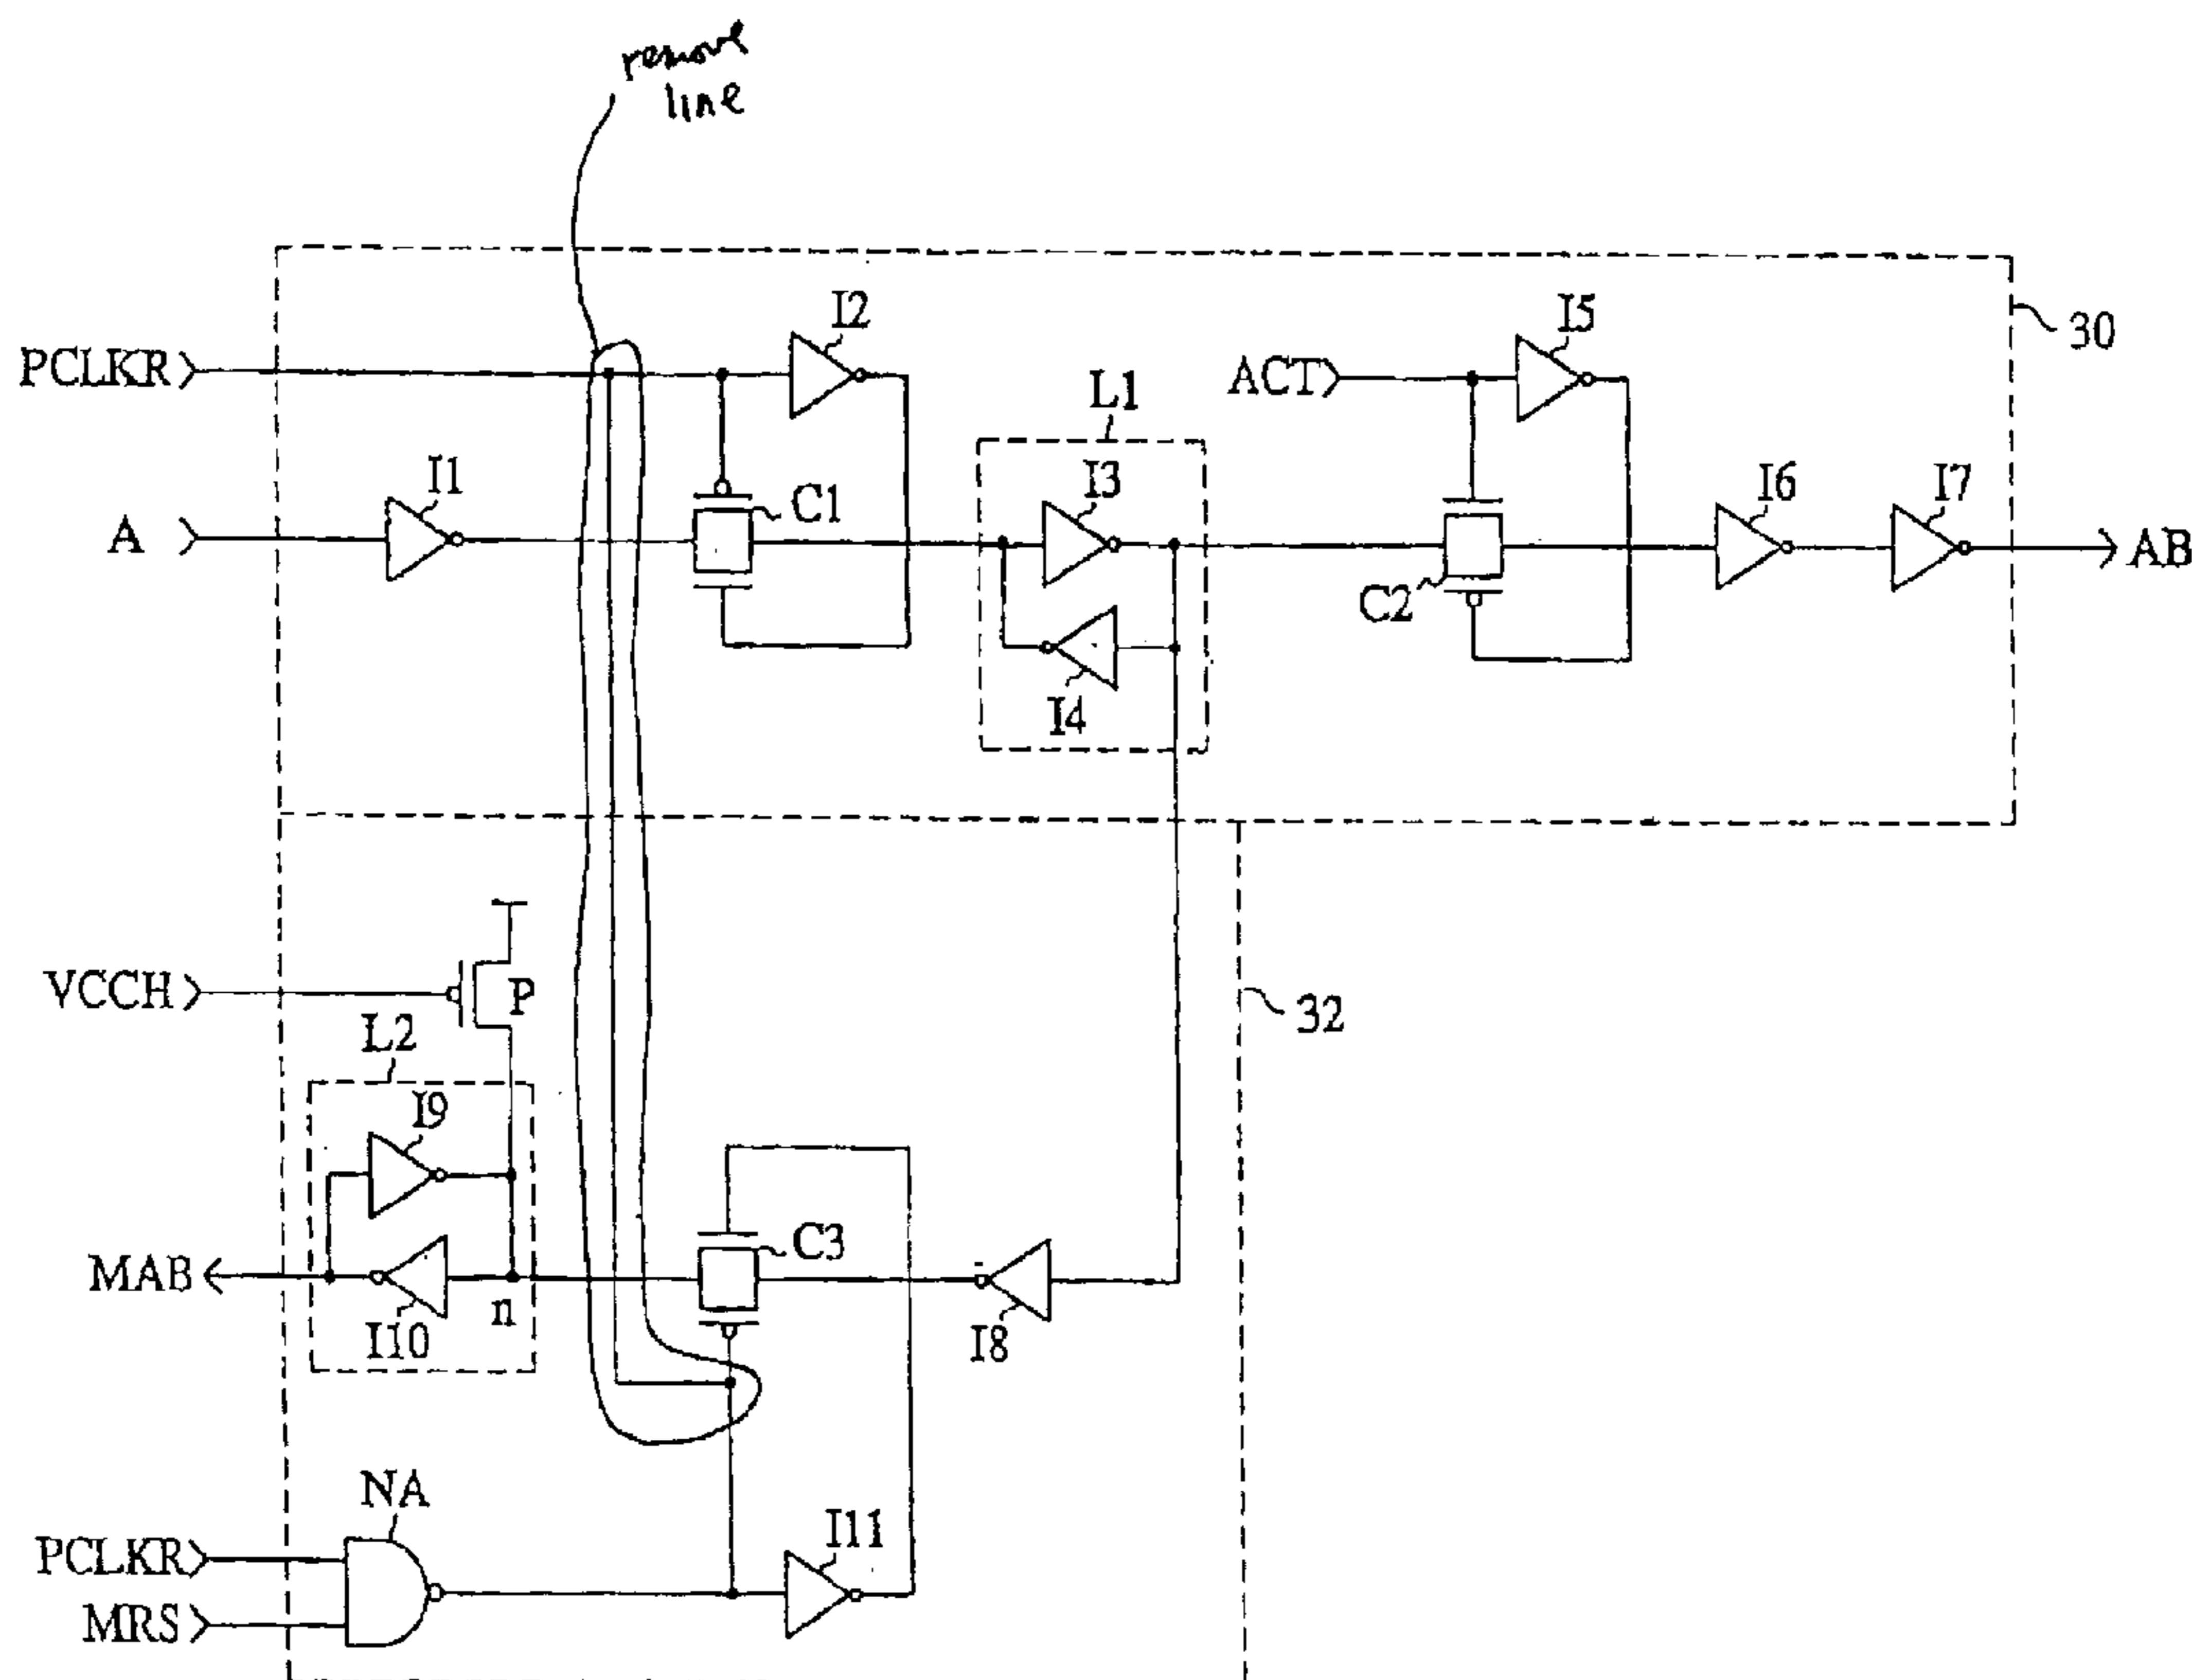 remove
line
I2
I5
30
PCLKR
ACT
L1
I1
C1
I3
I6
I7
A
AB
C2
I4
VCCH
P
32
L2
I9
C3
MAB
n
I10
I8
NA
I11
PCLKR
MRS